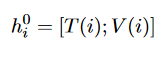 h_i^0 = [T(i); V(i)]